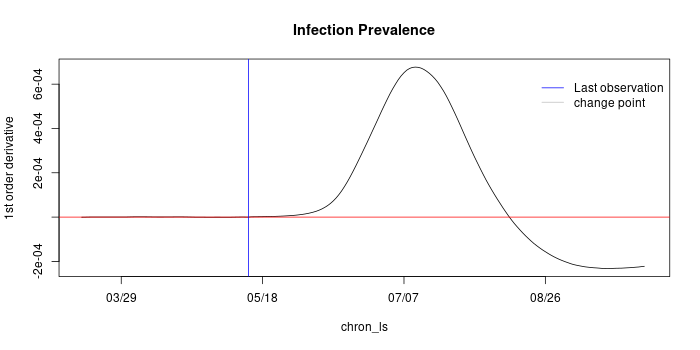 Infection Prevalence
1st order derivative
6e-04
4e-04
2e-04
-2e-04
Last observation
change point
03/29
05/18
07/07
08/26
chron_ls